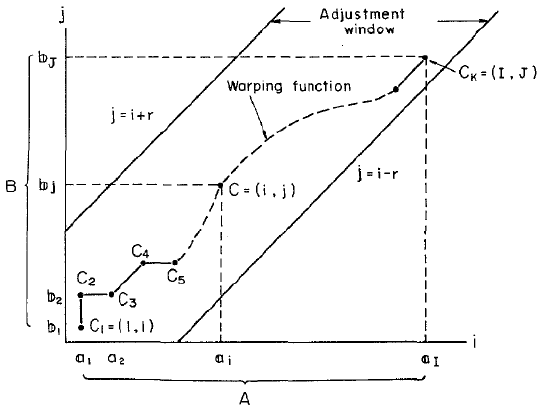 j
Adjustment
window
b_J
C_K=(I, J)
Warping function
j=i+r
j=i-r
B
b_j
C=(i, j)
C_4
C_5
C_2
b_2
C_3
b_1
C_1=(1, 1)
i
a_1
a_2
a_i
a_I
A